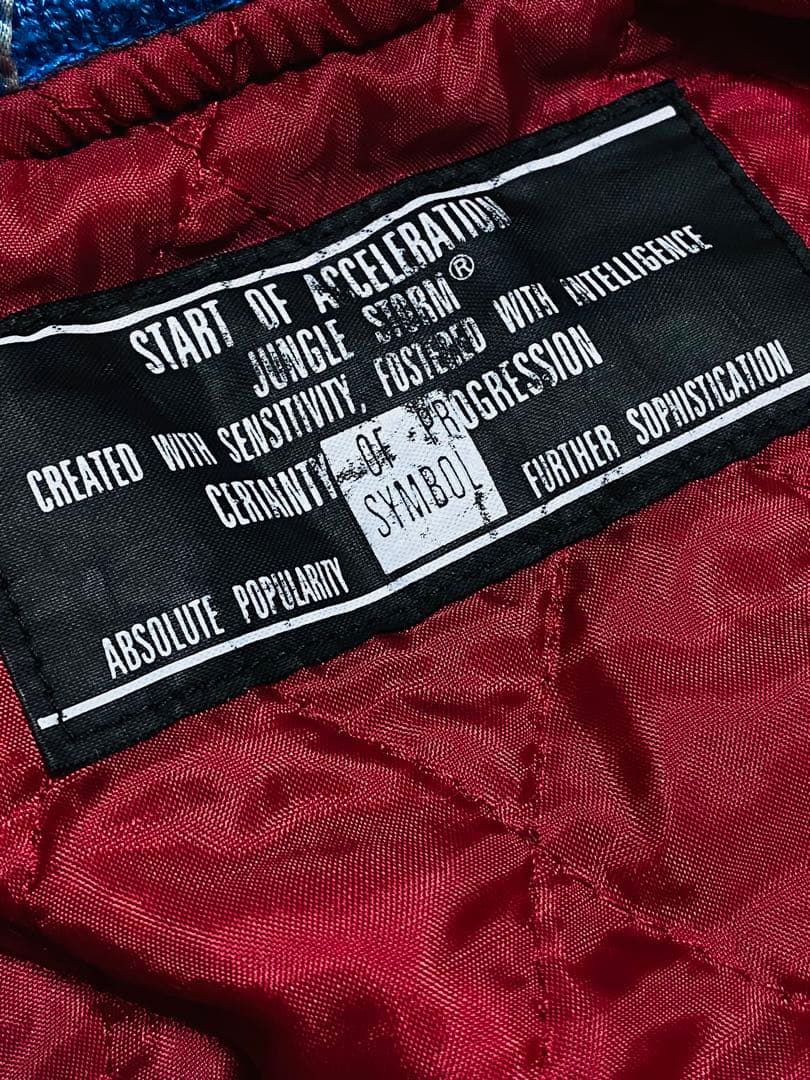 START OF ACCELERATION
JUNGLE STORM®
CREATED WITH SENSITIVITY, FOSTERED WITH INTELLIGENCE
CERTAINTY OF PROGRESSION
SYMBOL
ABSOLUTE POPULARITY FURTHER SOPHISTICATION